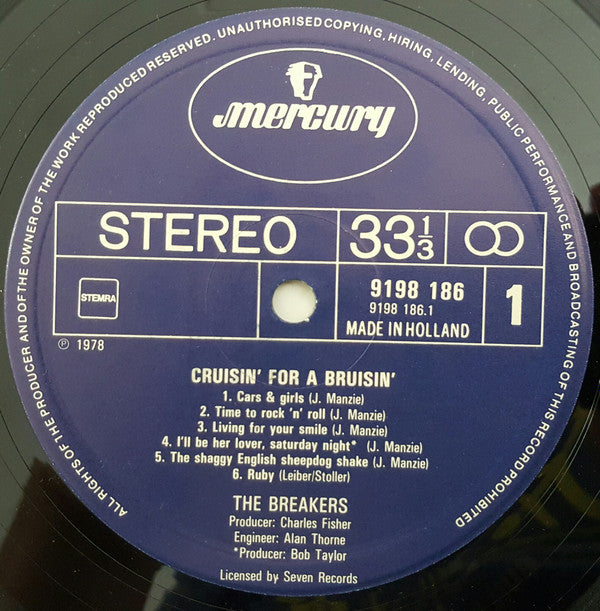 ALL RIGHTS OF THE PRODUCER AND OF THE OWNER OF THE WORK REPRODUCED RESERVED. UNAUTHORISED COPYING, HIRING, LENDING, PUBLIC PERFORMANCE AND BROADCASTING OF THIS RECORD PROHIBITED
mercury
STEREO 33 1/3
STEMRA
9198 186
9198 186.1
MADE IN HOLLAND
1
℗ 1978
CRUISIN' FOR A BRUISIN'
1. Cars & girls (J. Manzie)
2. Time to rock 'n' roll (J. Manzie)
3. Living for your smile (J. Manzie)
4. I'll be her lover, saturday night* (J. Manzie)
5. The shaggy English sheepdog shake (J. Manzie)
6. Ruby (Leiber/Stoller)
THE BREAKERS
Producer: Charles Fisher
Engineer: Alan Thorne
*Producer: Bob Taylor
Licensed by Seven Records